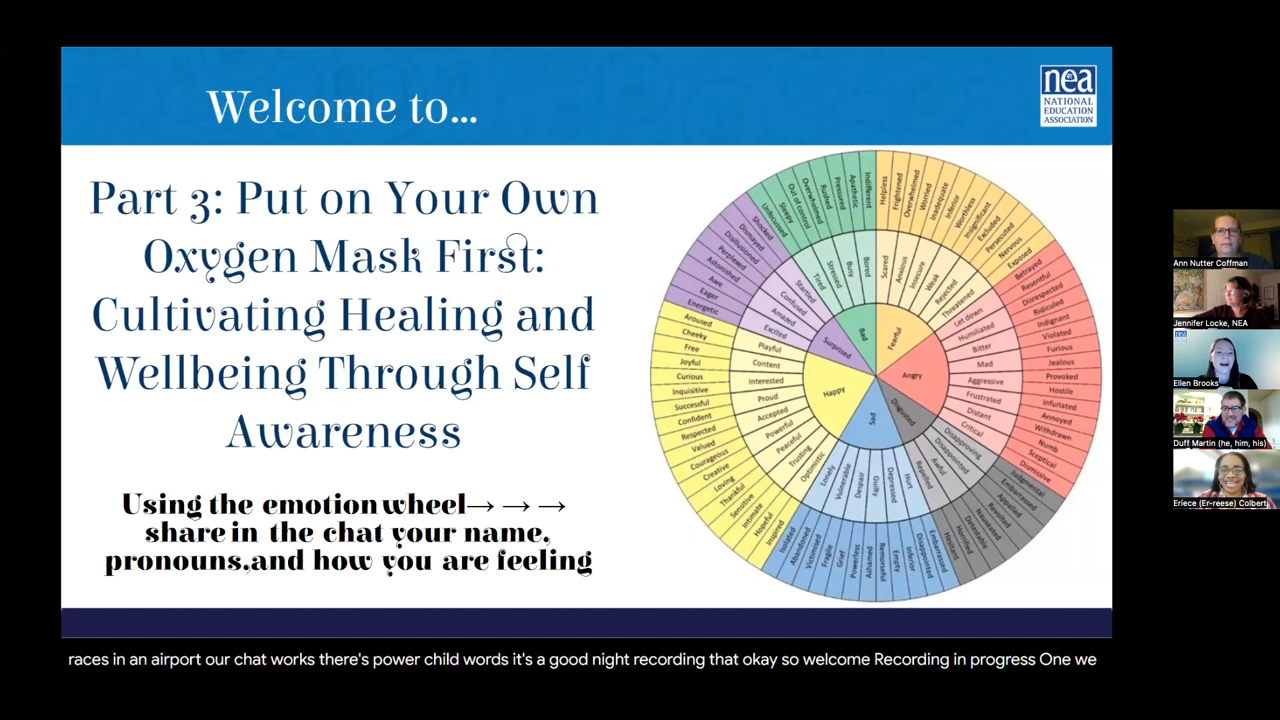 Welcome to...
nea
NATIONAL
EDUCATION
ASSOCIATION
Part 3: Put on Your Own
Oxygen Mask First:
Cultivating Healing and
Wellbeing Through Self
Awareness
Using the emotion wheel→ → →
share in the chat your name,
pronouns,and how you are feeling
Bad
Fearful
Angry
Disgusted
Sad
Happy
Surprised
Bored
Busy
Stressed
Tired
Scared
Anxious
Insecure
Weak
Rejected
Threatened
Let down
Humiliated
Bitter
Mad
Aggressive
Frustrated
Distant
Critical
Disapproving
Disappointed
Awful
Repelled
Hurt
Depressed
Guilty
Despair
Vulnerable
Lonely
Optimistic
Trusting
Peaceful
Powerful
Accepted
Proud
Interested
Content
Playful
Excited
Amazed
Confused
Startled
Indifferent
Apathetic
Pressured
Rushed
Overwhelmed
Out of control
Sleepy
Unfocussed
Helpless
Frightened
Overwhelmed
Worried
Inadequate
Inferior
Worthless
Insignificant
Excluded
Persecuted
Nervous
Exposed
Betrayed
Resentful
Disrespected
Ridiculed
Indignant
Violated
Furious
Jealous
Provoked
Hostile
Infuriated
Annoyed
Withdrawn
Numb
Sceptical
Dismissive
Judgmental
Embarrassed
Appalled
Revolted
Nauseated
Detestable
Horrified
Hesitant
Embarrassed
Disappointed
Inferior
Empty
Remorseful
Ashamed
Powerless
Grief
Fragile
Victimised
Abandoned
Isolated
Inspired
Hopeful
Intimate
Sensitive
Thankful
Loving
Creative
Courageous
Valued
Respected
Confident
Successful
Inquisitive
Curious
Joyful
Free
Cheeky
Aroused
Energetic
Eager
Awe
Astonished
Perplexed
Disillusioned
Dismayed
Shocked
Ann Nutter Coffman
Jennifer Locke, NEA
nea
Ellen Brooks
Duff Martin (he, him, his)
Eriece (Er-reese) Colbert
races in an airport our chat works there's power child words it's a good night recording that okay so welcome Recording in progress One we